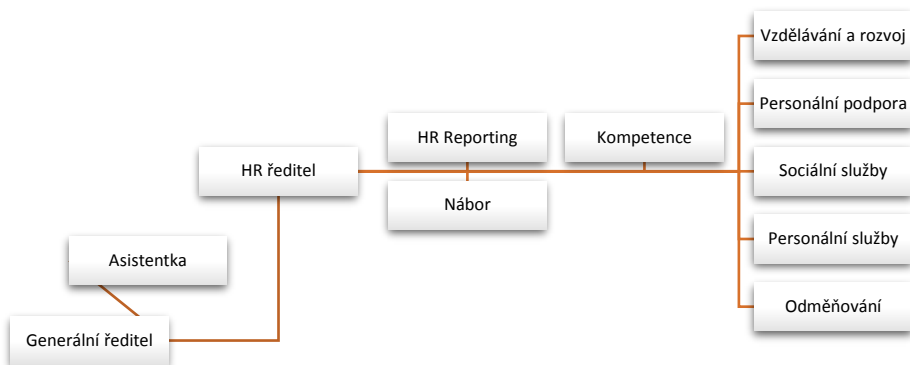 Vzdělávání a rozvoj
Personální podpora
HR Reporting
Kompetence
HR ředitel
Sociální služby
Nábor
Personální služby
Asistentka
Odměňování
Generální ředitel